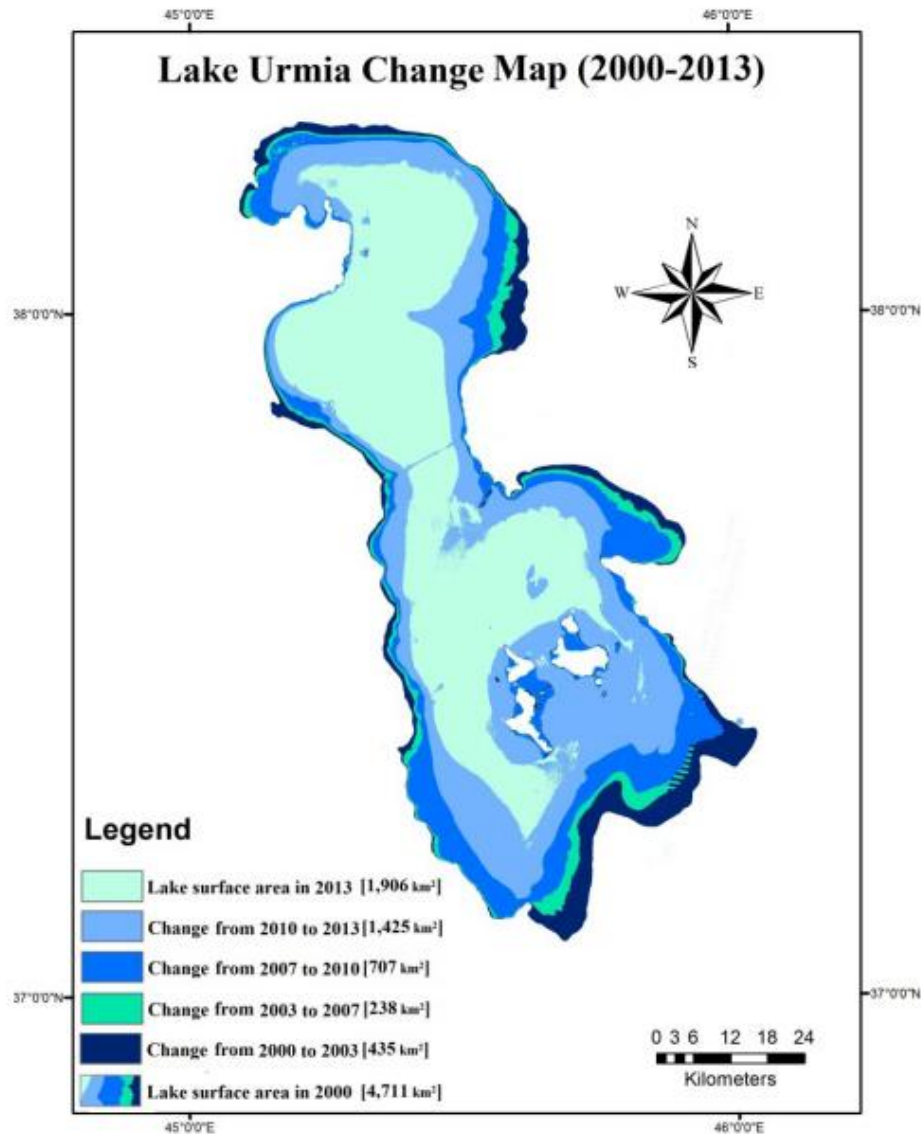 45°0'0"E
46°0'0"E
Lake Urmia Change Map (2000-2013)
N
W
E
S
38°0'0"N
38°0'0"N
Legend
Lake surface area in 2013 [1,906 km²]
Change from 2010 to 2013 [1,425 km²]
Change from 2007 to 2010 [707 km²]
Change from 2003 to 2007 [238 km²]
Change from 2000 to 2003 [435 km²]
Lake surface area in 2000 [4,711 km²]
37°0'0"N
37°0'0"N
0 3 6 12 18 24
Kilometers
45°0'0"E
46°0'0"E